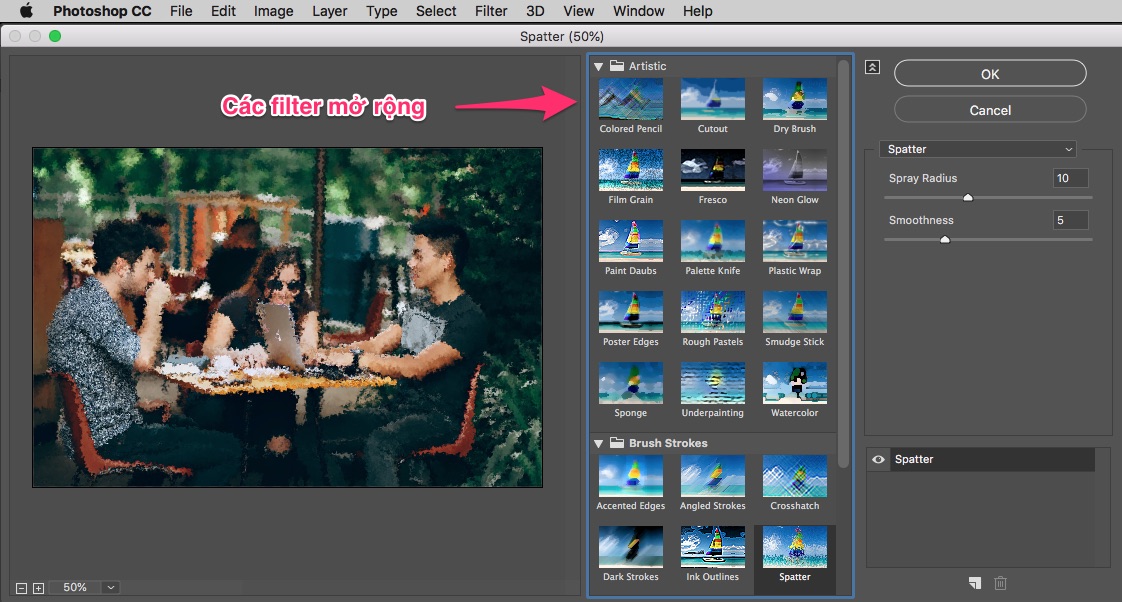 Photoshop CC File Edit Image Layer Type Select Filter 3D View Window Help
Spatter (50%)
Các filter mở rộng
50%
Artistic
Colored Pencil Cutout Dry Brush
Film Grain Fresco Neon Glow
Paint Daubs Palette Knife Plastic Wrap
Poster Edges Rough Pastels Smudge Stick
Sponge Underpainting Watercolor
Brush Strokes
Accented Edges Angled Strokes Crosshatch
Dark Strokes Ink Outlines Spatter
OK
Cancel
Spatter
Spray Radius 10
Smoothness 5
Spatter